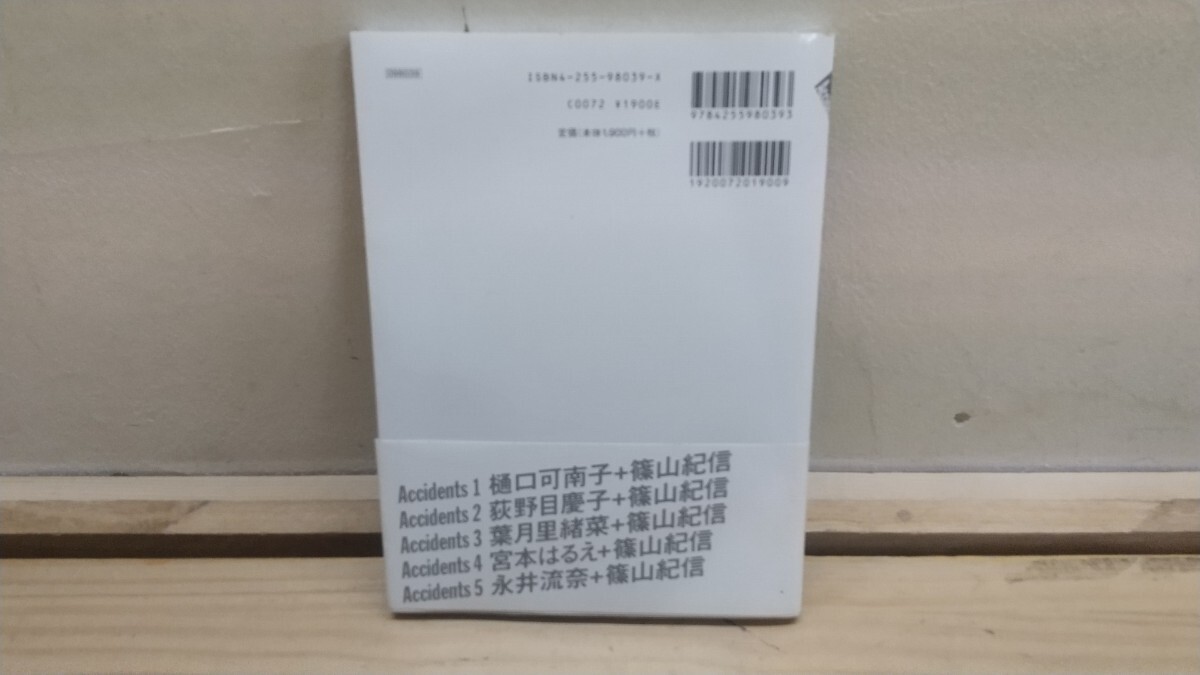 ISBN4-255-98039-X
C0072 ¥1900E
定価(本体1,900円+税)
9784255980393
1920072019009
Accidents 1 樋口可南子+篠山紀信
Accidents 2 荻野目慶子+篠山紀信
Accidents 3 葉月里緒菜+篠山紀信
Accidents 4 宮本はるえ+篠山紀信
Accidents 5 永井流奈+篠山紀信